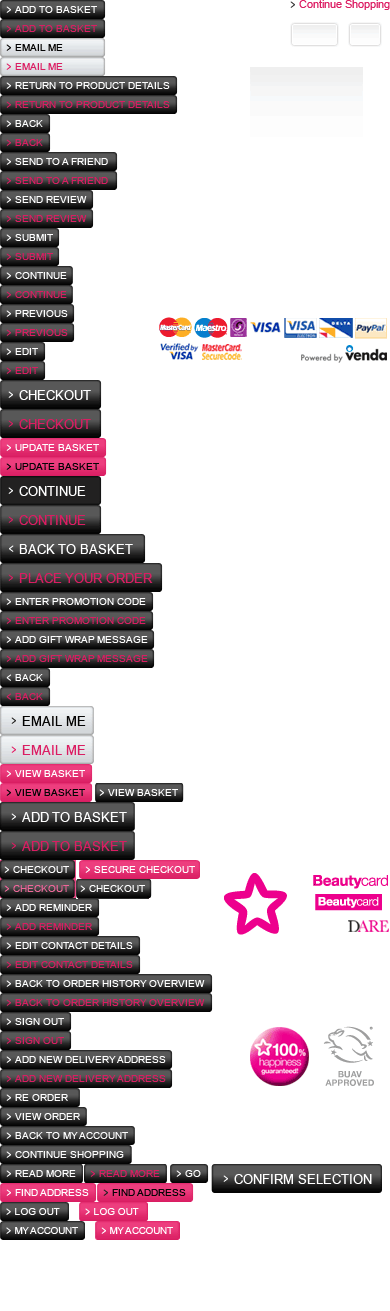 > ADD TO BASKET
> Continue Shopping
> ADD TO BASKET
> EMAIL ME
> EMAIL ME
> RETURN TO PRODUCT DETAILS
> RETURN TO PRODUCT DETAILS
> BACK
> BACK
> SEND TO A FRIEND
> SEND TO A FRIEND
> SEND REVIEW
> SEND REVIEW
> SUBMIT
> SUBMIT
> CONTINUE
> CONTINUE
> PREVIOUS
> PREVIOUS
MasterCard Maestro VISA VISA DELTA PayPal
> EDIT
Verified by VISA MasterCard. SecureCode Powered by venda
> EDIT
> CHECKOUT
> CHECKOUT
> UPDATE BASKET
> UPDATE BASKET
> CONTINUE
> CONTINUE
< BACK TO BASKET
> PLACE YOUR ORDER
> ENTER PROMOTION CODE
> ENTER PROMOTION CODE
> ADD GIFT WRAP MESSAGE
> ADD GIFT WRAP MESSAGE
< BACK
< BACK
> EMAIL ME
> EMAIL ME
> VIEW BASKET
> VIEW BASKET > VIEW BASKET
> ADD TO BASKET
> ADD TO BASKET
> CHECKOUT > SECURE CHECKOUT
> CHECKOUT > CHECKOUT
Beautycard
Beautycard
> ADD REMINDER
> ADD REMINDER
DARE
> EDIT CONTACT DETAILS
> EDIT CONTACT DETAILS
> BACK TO ORDER HISTORY OVERVIEW
> BACK TO ORDER HISTORY OVERVIEW
> SIGN OUT
> SIGN OUT
100%
happiness
guaranteed!
BUAV
APPROVED
> ADD NEW DELIVERY ADDRESS
> ADD NEW DELIVERY ADDRESS
> RE ORDER
> VIEW ORDER
> BACK TO MY ACCOUNT
> CONTINUE SHOPPING
> READ MORE > READ MORE > GO > CONFIRM SELECTION
> FIND ADDRESS > FIND ADDRESS
> LOG OUT > LOG OUT
> MY ACCOUNT > MY ACCOUNT